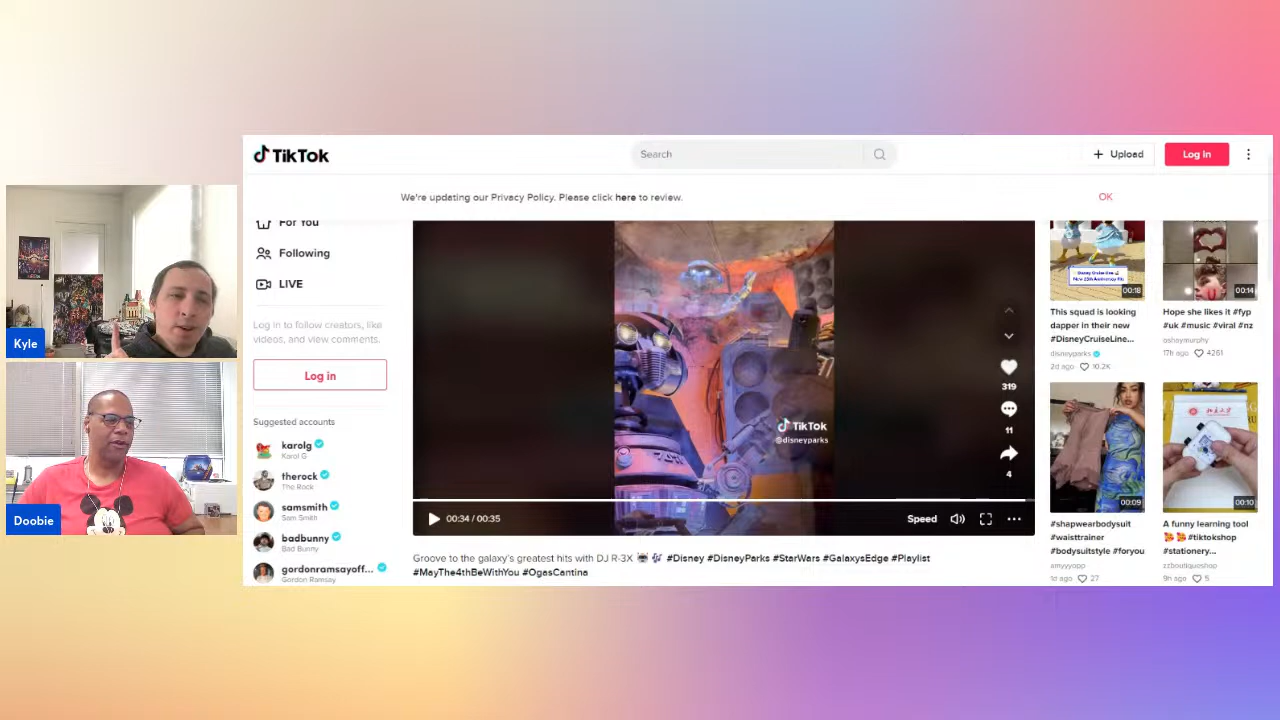 TikTok
Search
Upload
Log in
We're updating our Privacy Policy. Please click here to review.
OK
For You
Following
LIVE
Log in to follow creators, like
videos, and view comments.
Log in
Suggested accounts
karolg
Karol G
therock
The Rock
samsmith
Sam Smith
badbunny
Bad Bunny
gordonramsayoff...
Gordon Ramsay
Kyle
Doobie
TikTok
@disneyparks
319
11
4
00:34 / 00:35
Speed
Groove to the galaxy's greatest hits with DJ R-3X #Disney #DisneyParks #StarWars #GalaxysEdge #Playlist
#MayThe4thBeWithYou #OgasCantina
00:18
This squad is looking
dapper in their new
#DisneyCruiseLine...
disneyparks
2d ago 10.2K
00:14
Hope she likes it #fyp
#uk #music #viral #nz
oshaymurphy
17h ago 4261
00:09
#shapwearbodysuit
#waisttrainer
#bodysuitstyle #foryou
amyyyopp
1d ago 27
00:10
A funny learning tool
#tiktokshop
#stationery...
zzboutiqueshop
9h ago 5